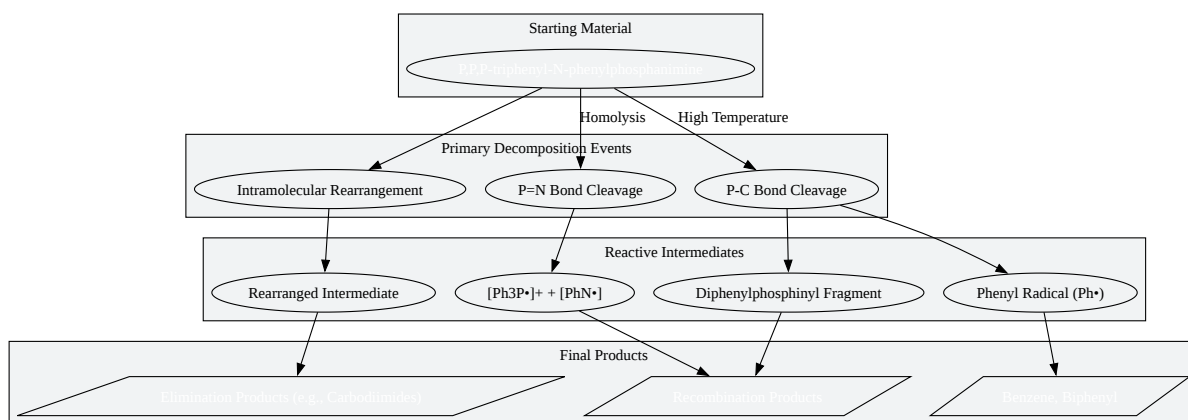 Starting Material
P,P,P-triphenyl-N-phenylphosphanimine
Homolysis
High Temperature
Primary Decomposition Events
Intramolecular Rearrangement
P=N Bond Cleavage
P-C Bond Cleavage
Reactive Intermediates
Rearranged Intermediate
[Ph3P•]+ + [PhN•]
Diphenylphosphinyl Fragment
Phenyl Radical (Ph•)
Final Products
Elimination Products (e.g., Carbodiimides)
Recombination Products
Benzene, Biphenyl